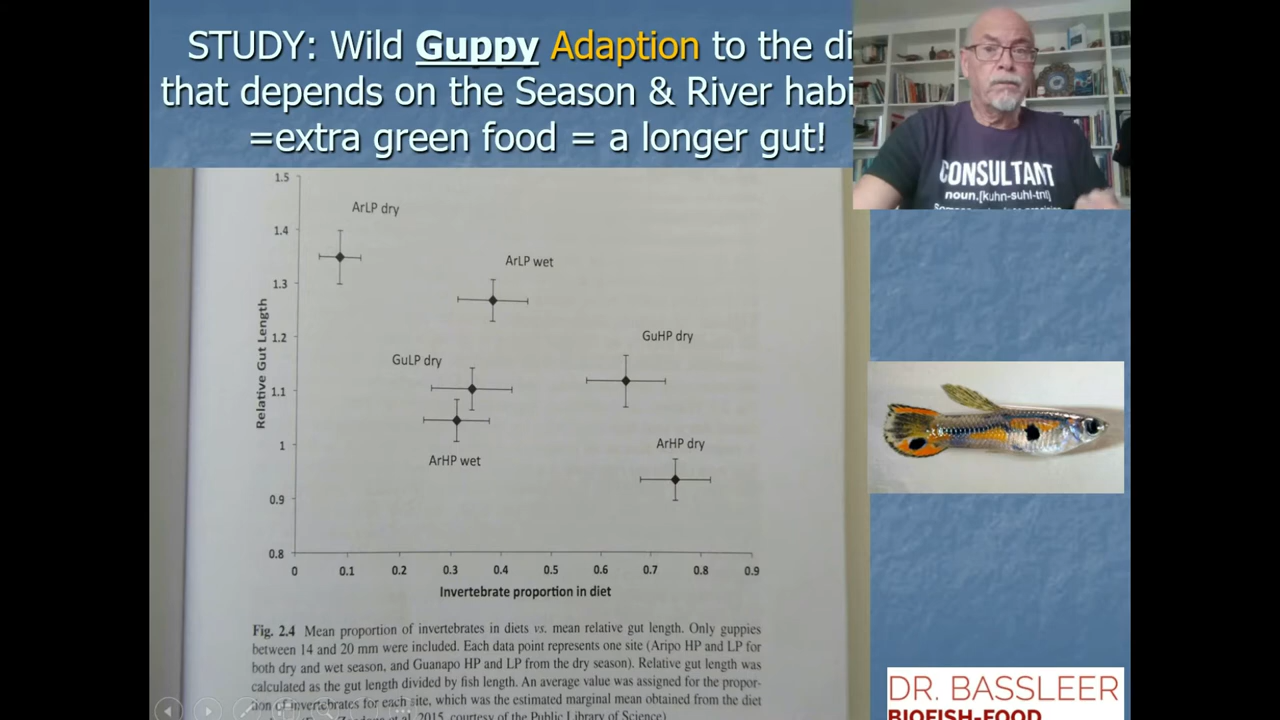 STUDY: Wild Guppy Adaption to the di
that depends on the Season & River habi
=extra green food = a longer gut!
CONSULTANT
noun.[kuhn-suhl-tnt]
1.5
1.4
1.3
1.2
1.1
1
0.9
0.8
Relative Gut Length
ArLP dry
ArLP wet
GuHP dry
GuLP dry
ArHP dry
ArHP wet
0 0.1 0.2 0.3 0.4 0.5 0.6 0.7 0.8 0.9
Invertebrate proportion in diet
Fig. 2.4 Mean proportion of invertebrates in diets vs. mean relative gut length. Only guppies
between 14 and 20 mm were included. Each data point represents one site (Aripo HP and LP for
both dry and wet season, and Guanapo HP and LP from the dry season). Relative gut length was
calculated as the gut length divided by fish length. An average value was assigned for the propor-
tion of invertebrates for each site, which was the estimated marginal mean obtained from the diet
et al. 2015, courtesy of the Public Library of Science)
DR. BASSLEER
BIOFISH-FOOD